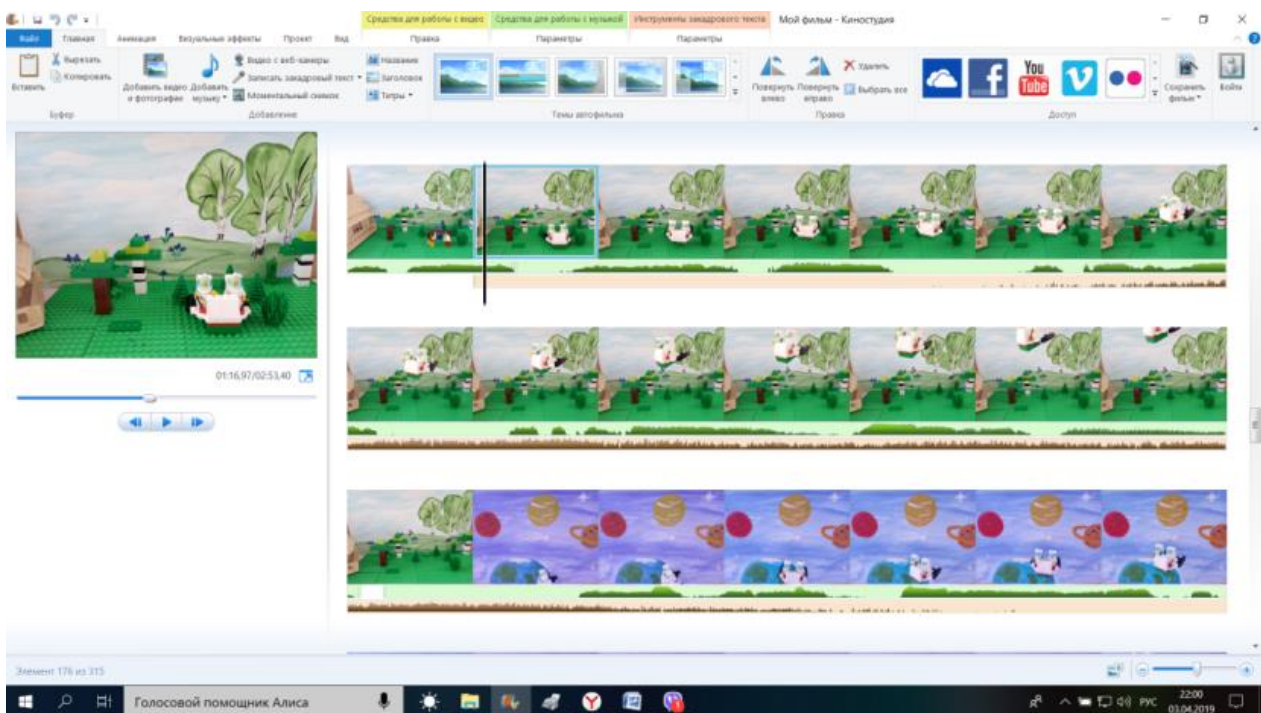 Средства для работы с видео Средства для работы с музыкой Инструменты закадрового текста Мой фильм - Киностудия
Файл Главная Анимация Визуальные эффекты Проект Вид Правка Параметры Параметры
Вставить
Вырезать
Копировать
Буфер
Добавить видео и фотографии
Добавить музыку
Видео с веб-камеры
Записать закадровый текст
Моментальный снимок
Добавление
Название
Заголовок
Титры
Темы автофильма
Повернуть влево
Повернуть вправо
Удалить
Выбрать все
Правка
f
You
Tube
Доступ
Сохранить фильм
Войти
01:16,97/02:53,40
Элемент 176 из 315
Голосовой помощник Алиса
РУС
22:00
03.04.2019